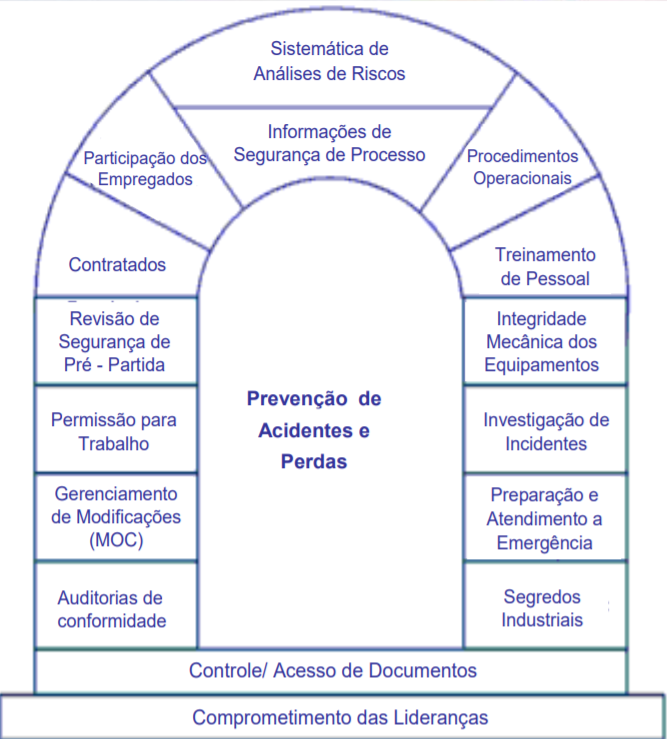 Sistemática de
Análises de Riscos
Informações de
Segurança de Processo
Participação dos
Empregados
Procedimentos
Operacionais
Contratados
Treinamento
de Pessoal
Revisão de
Segurança de
Pré - Partida
Integridade
Mecânica dos
Equipamentos
Prevenção de
Acidentes e
Perdas
Permissão para
Trabalho
Investigação de
Incidentes
Gerenciamento
de Modificações
(MOC)
Preparação e
Atendimento a
Emergência
Auditorias de
conformidade
Segredos
Industriais
Controle/ Acesso de Documentos
Comprometimento das Lideranças